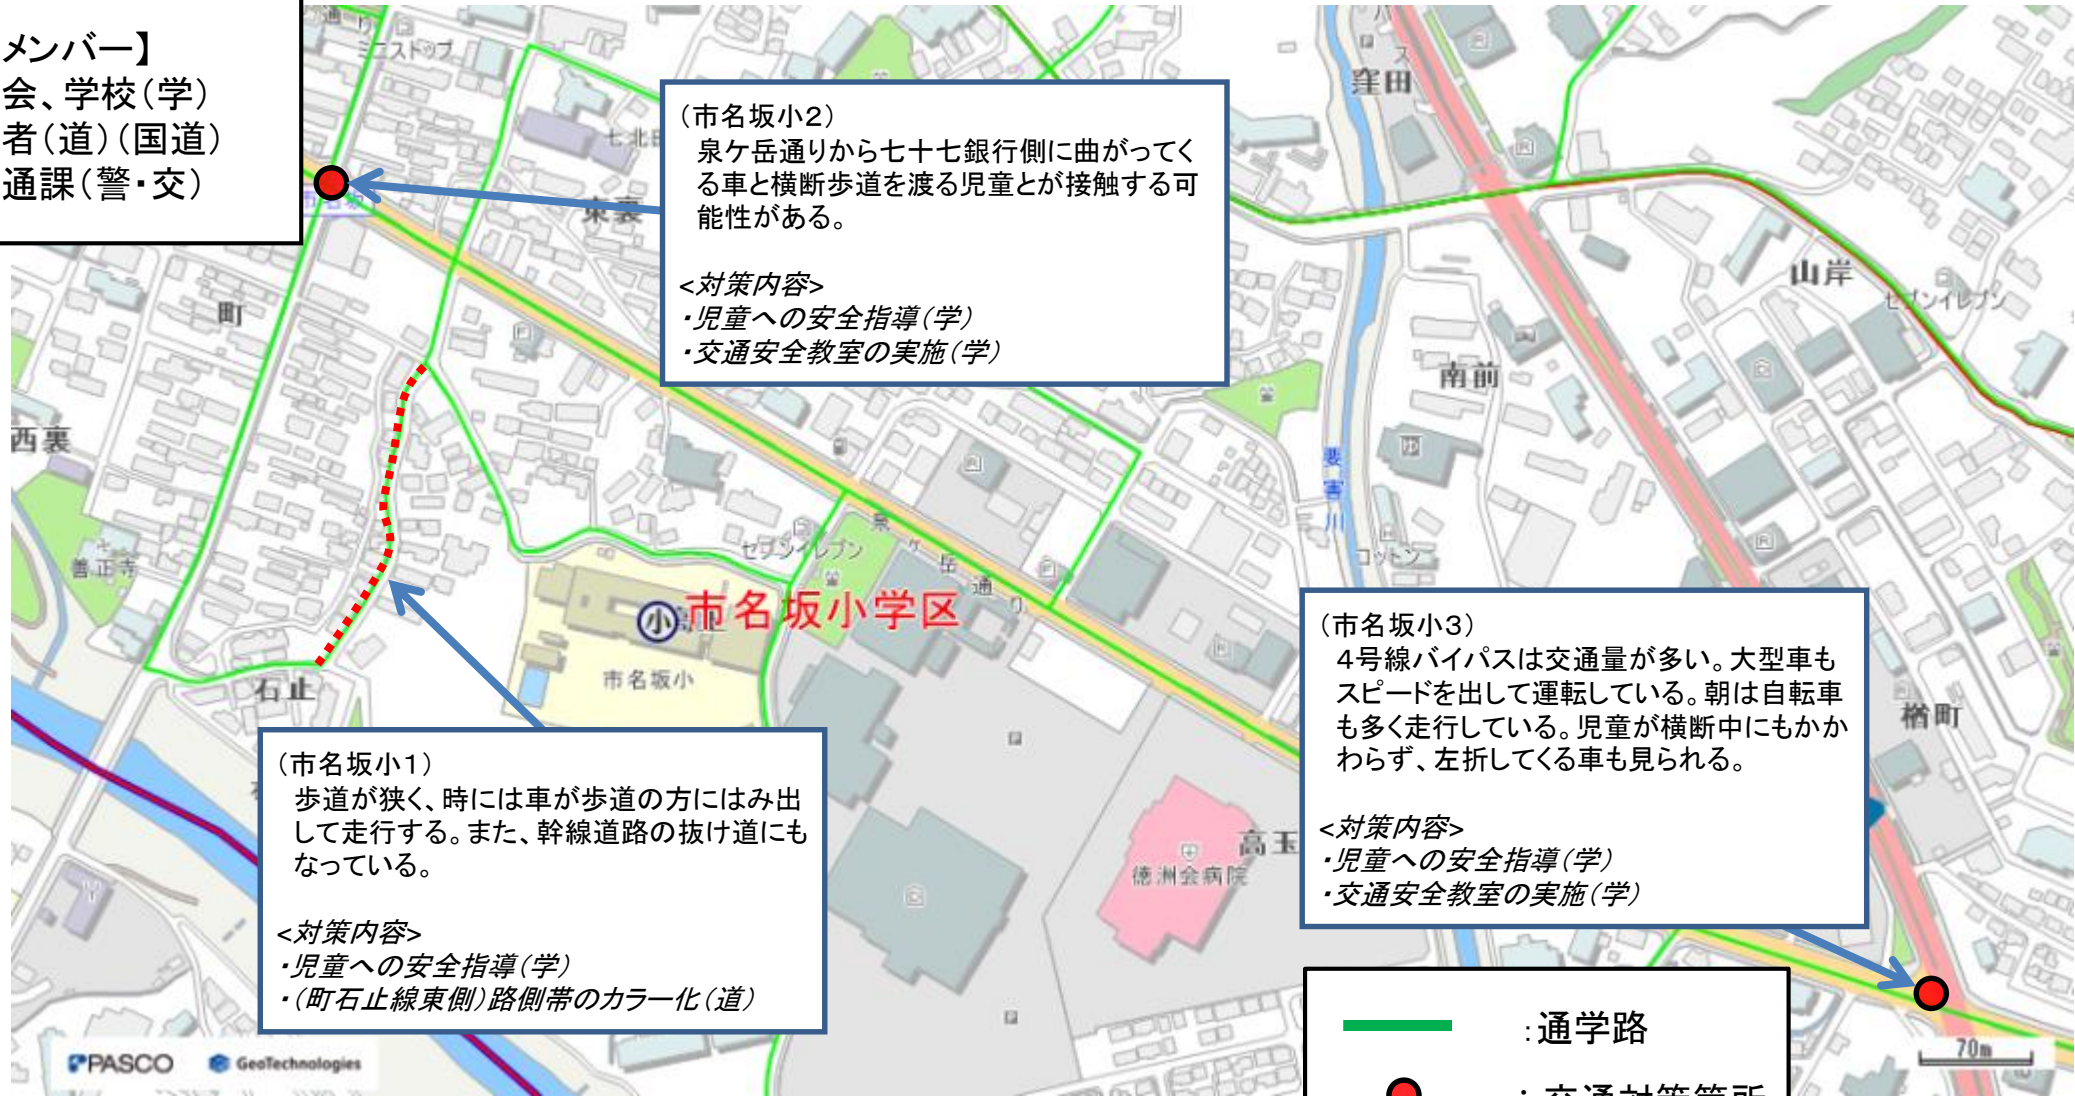 メンバー】
会、学校(学)
者(道)(国道)
通課(警・交)
(市名坂小2)
泉ケ岳通りから七十七銀行側に曲がってく
る車と横断歩道を渡る児童とが接触する可
能性がある。
<対策内容>
・児童への安全指導(学)
・交通安全教室の実施(学)
ミニストップ
東裏
窪田
山岸
セブンイレブン
町
南前
西裏
善正寺
要害川
コットン
セブンイレブン
泉ケ岳通り
市名坂小学区
小
市名坂小
石止
楢町
高玉
徳洲会病院
(市名坂小1)
歩道が狭く、時には車が歩道の方にはみ出
して走行する。また、幹線道路の抜け道にも
なっている。
<対策内容>
・児童への安全指導(学)
・(町石止線東側)路側帯のカラー化(道)
(市名坂小3)
4号線バイパスは交通量が多い。大型車も
スピードを出して運転している。朝は自転車
も多く走行している。児童が横断中にもかか
わらず、左折してくる車も見られる。
<対策内容>
・児童への安全指導(学)
・交通安全教室の実施(学)
:通学路
:交通対策箇所
70m
PASCO
GeoTechnologies